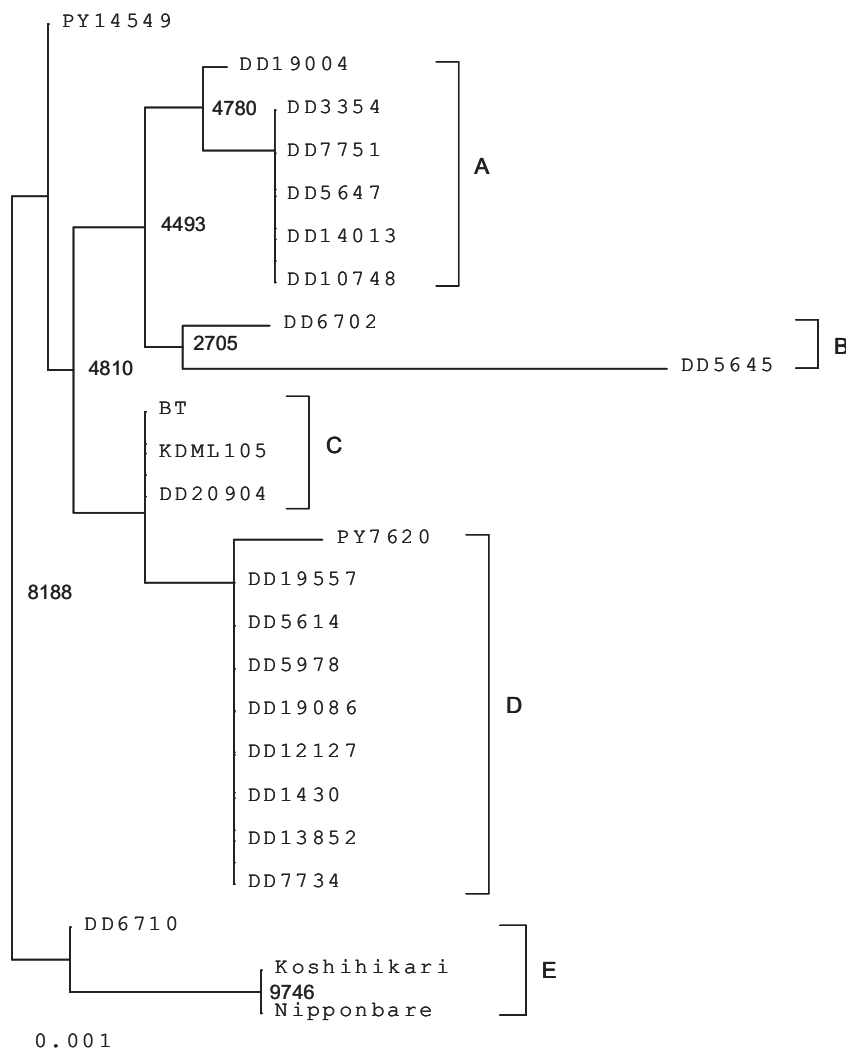 PY14549
DD19004
4780
DD3354
DD7751
A
DD5647
4493
DD14013
DD10748
DD6702
2705
B
4810
DD5645
BT
KDML105
C
DD20904
PY7620
DD19557
8188
DD5614
DD5978
DD19086
D
DD12127
DD1430
DD13852
DD7734
DD6710
Koshihikari
E
9746
Nipponbare
0.001